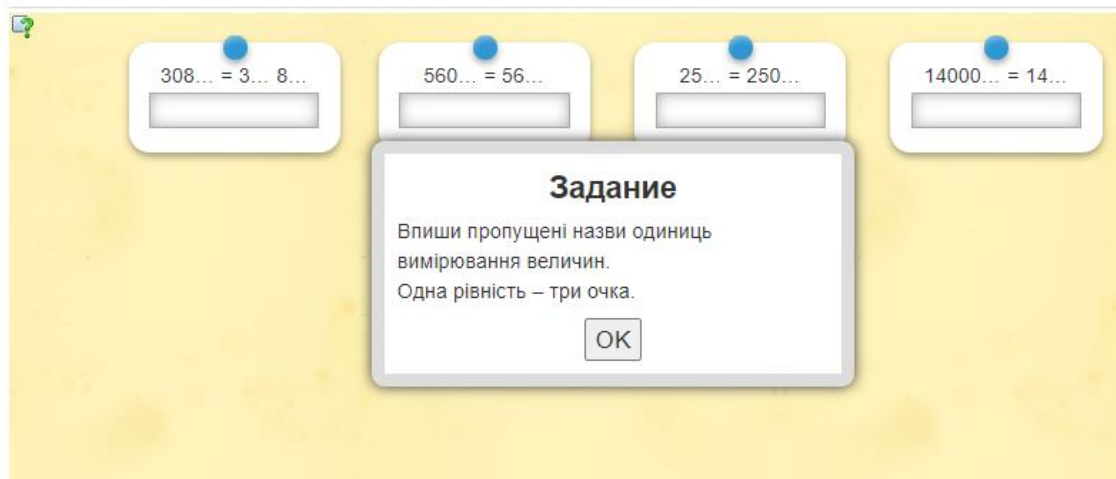 308... = 3... 8...
560... = 56...
25... = 250...
14000... = 14...
Задание
Впиши пропущені назви одиниць
вимірювання величин.
Одна рівність – три очка.
OK